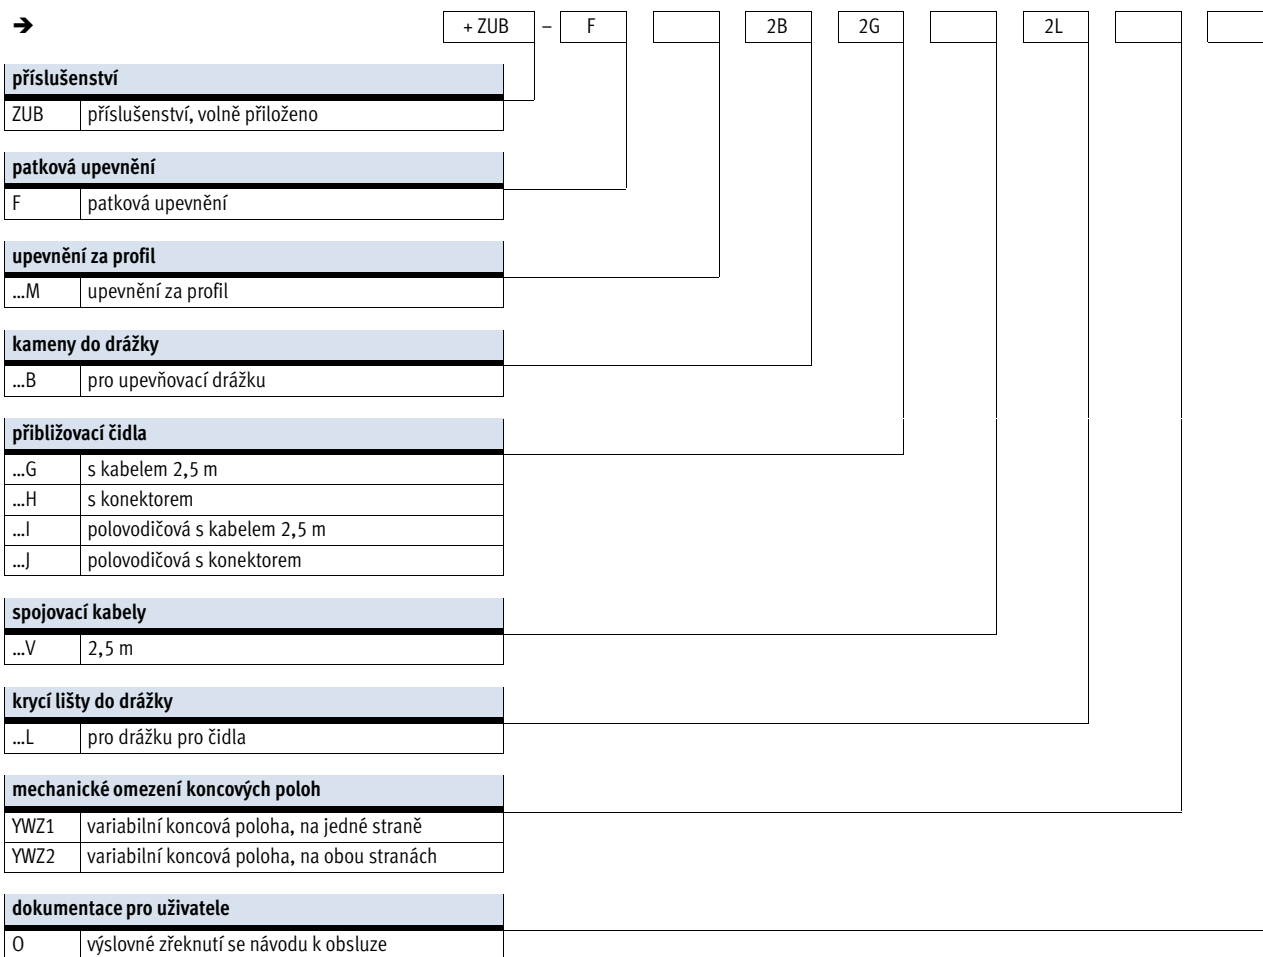 ➔ + ZUB – F 2B 2G 2L
příslušenství
ZUB příslušenství, volně přiloženo
patková upevnění
F patková upevnění
upevnění za profil
...M upevnění za profil
kameny do drážky
...B pro upevňovací drážku
přibližovací čidla
...G s kabelem 2,5 m
...H s konektorem
...I polovodičová s kabelem 2,5 m
...J polovodičová s konektorem
spojovací kabely
...V 2,5 m
krycí lišty do drážky
...L pro drážku pro čidla
mechanické omezení koncových poloh
YWZ1 variabilní koncová poloha, na jedné straně
YWZ2 variabilní koncová poloha, na obou stranách
dokumentace pro uživatele
O výslovné zřeknutí se návodu k obsluze